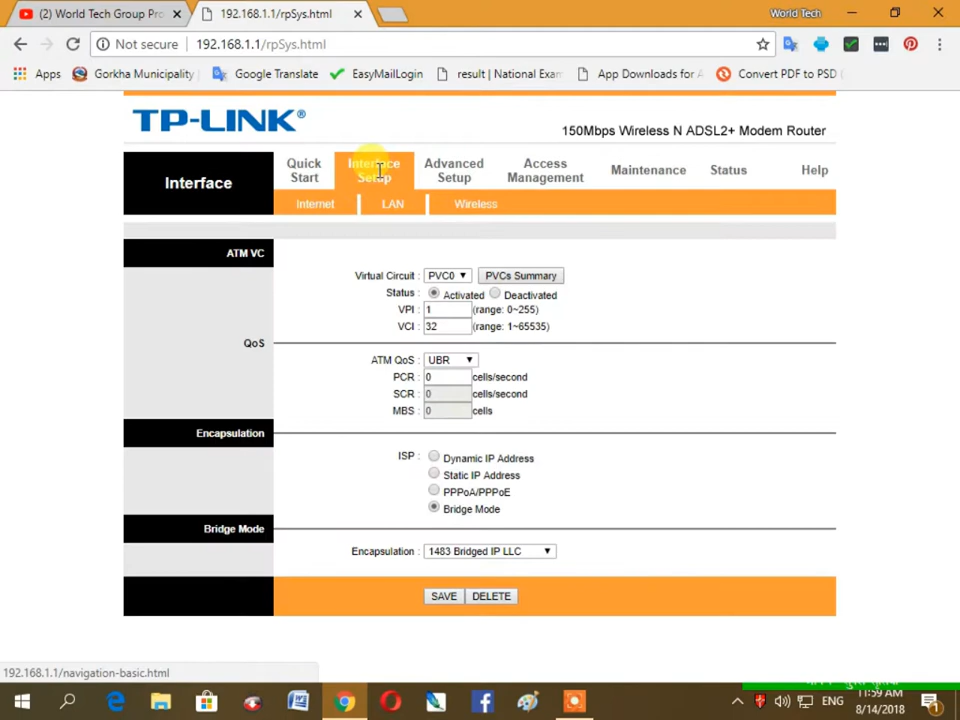 (2) World Tech Group Pro
192.168.1.1/rpSys.html
World Tech
Not secure
192.168.1.1/rpSys.html
Apps
Gorkha Municipality
Google Translate
EasyMailLogin
result | National Exam
App Downloads for A
Convert PDF to PSD
TP-LINK®
150Mbps Wireless N ADSL2+ Modem Router
Interface
Quick Start
Interface Setup
Advanced Setup
Access Management
Maintenance
Status
Help
Internet
LAN
Wireless
ATM VC
Virtual Circuit : PVC0 PVCs Summary
Status : Activated Deactivated
VPI : 1 (range: 0~255)
VCI : 32 (range: 1~65535)
QoS
ATM QoS : UBR
PCR : 0 cells/second
SCR : 0 cells/second
MBS : 0 cells
Encapsulation
ISP : Dynamic IP Address
Static IP Address
PPPoA/PPPoE
Bridge Mode
Bridge Mode
Encapsulation : 1483 Bridged IP LLC
SAVE DELETE
192.168.1.1/navigation-basic.html
ENG
11:59 AM
8/14/2018
1